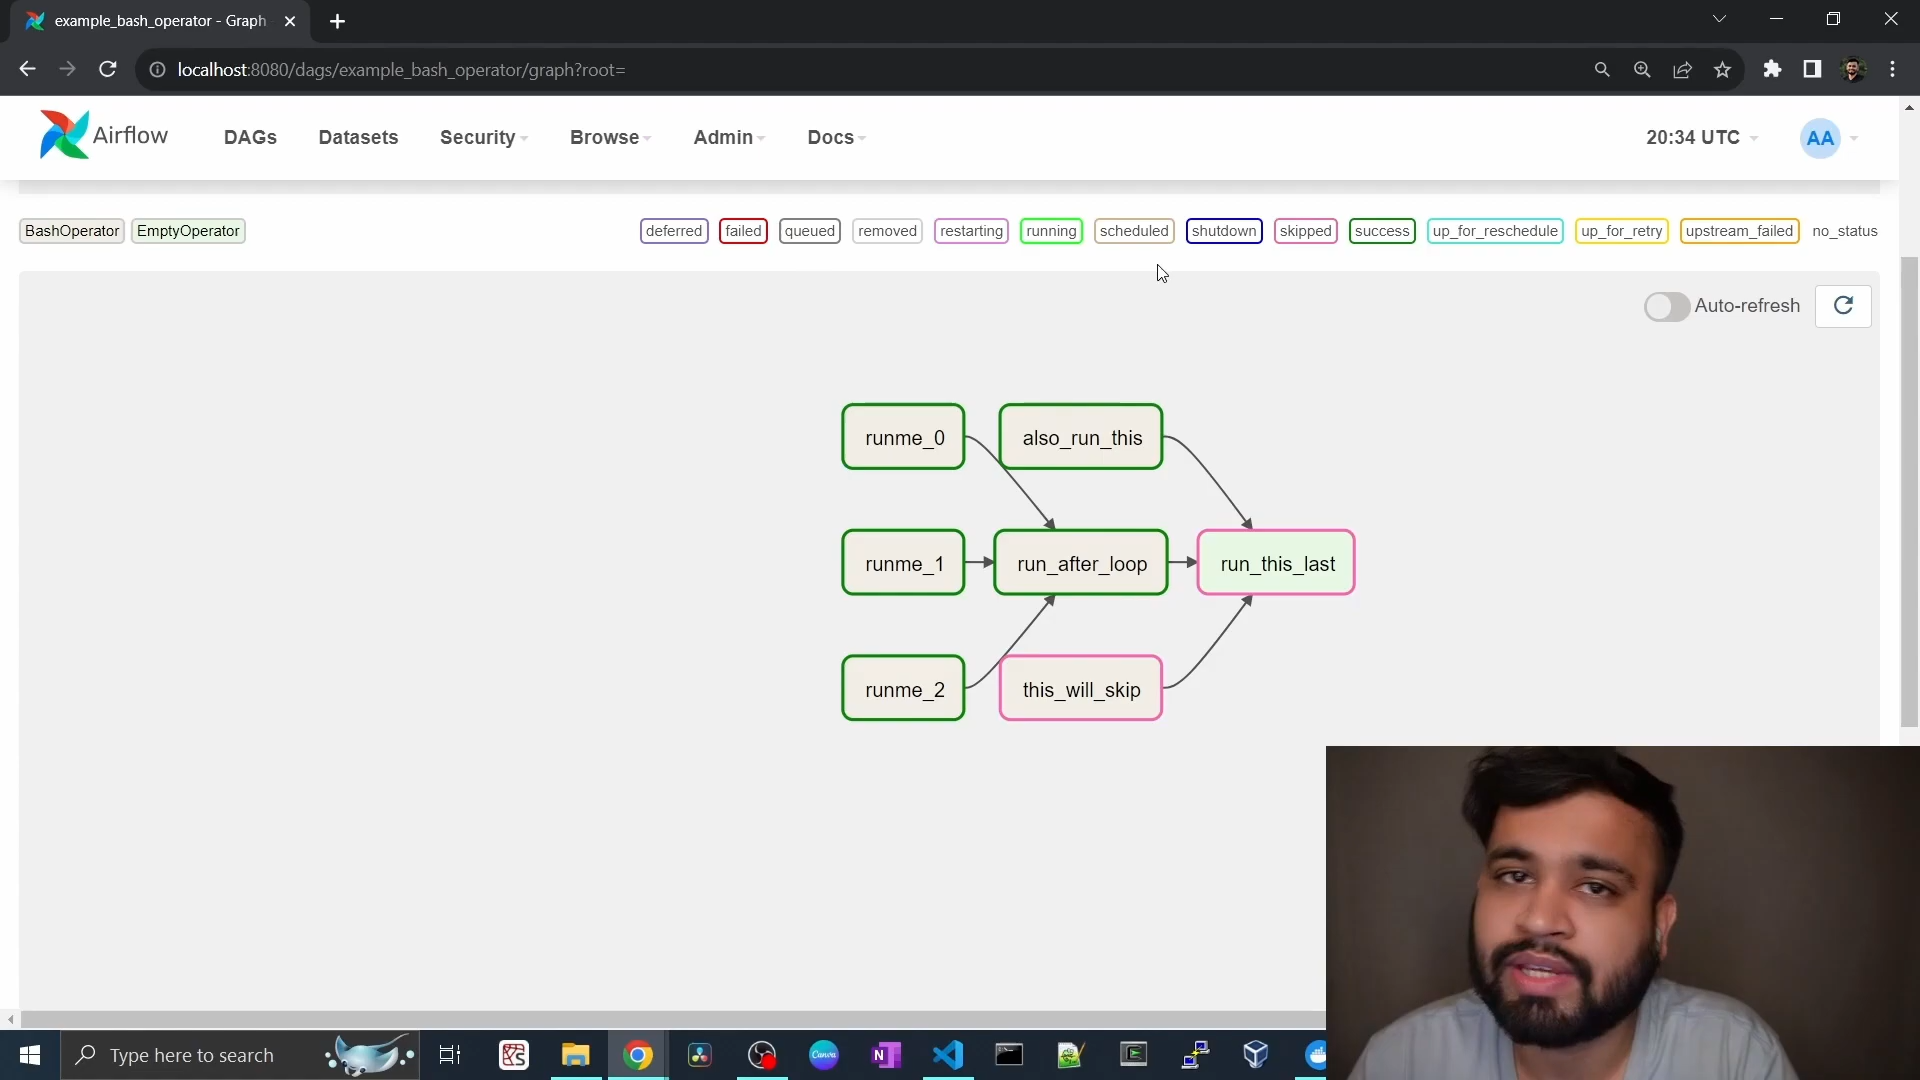 example_bash_operator - Graph
localhost:8080/dags/example_bash_operator/graph?root=
Airflow DAGs Datasets Security Browse Admin Docs 20:34 UTC AA
BashOperator EmptyOperator deferred failed queued removed restarting running scheduled shutdown skipped success up_for_reschedule up_for_retry upstream_failed no_status
Auto-refresh
runme_0 also_run_this
runme_1 run_after_loop run_this_last
runme_2 this_will_skip
Type here to search Canva N